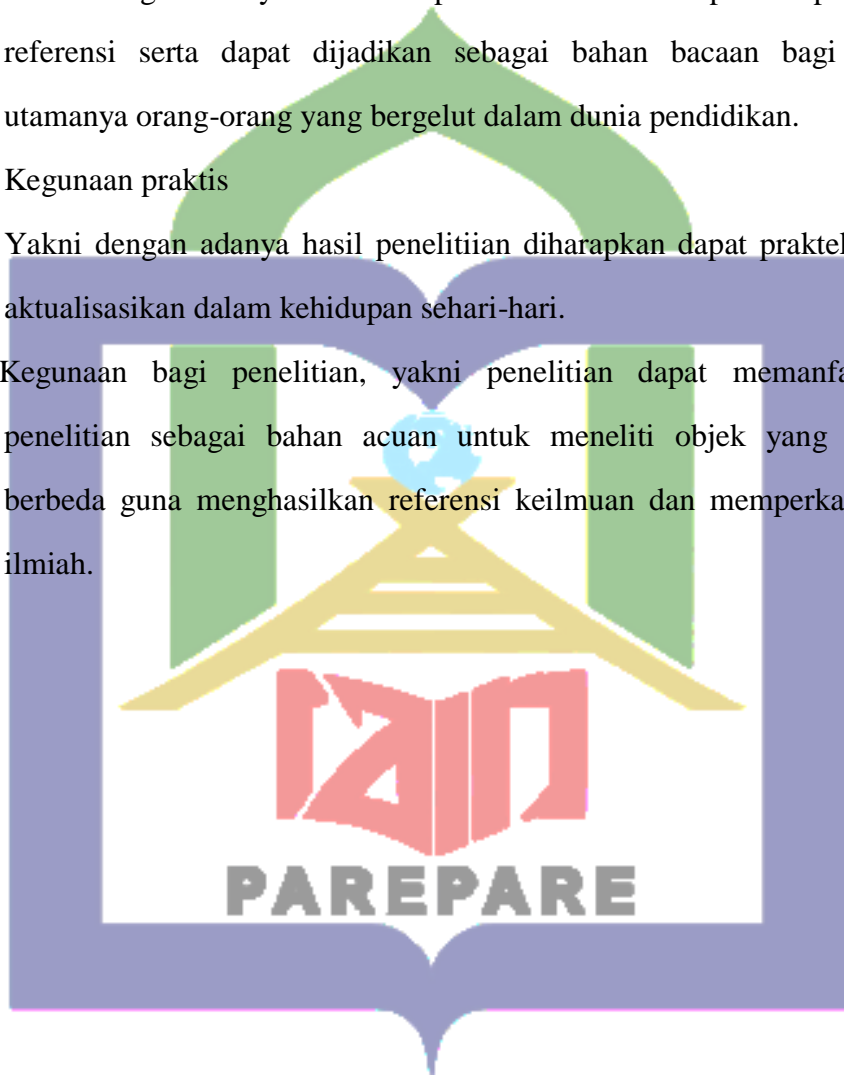 referensi serta dapat dijadikan sebagai bahan bacaan bagi
utamanya orang-orang yang bergelut dalam dunia pendidikan.
Kegunaan praktis
Yakni dengan adanya hasil penelitiian diharapkan dapat praktel
aktualisasikan dalam kehidupan sehari-hari.
Kegunaan bagi penelitian, yakni penelitian dapat memanfa
penelitian sebagai bahan acuan untuk meneliti objek yang
berbeda guna menghasilkan referensi keilmuan dan memperka
ilmiah.
iain
PAREPARE